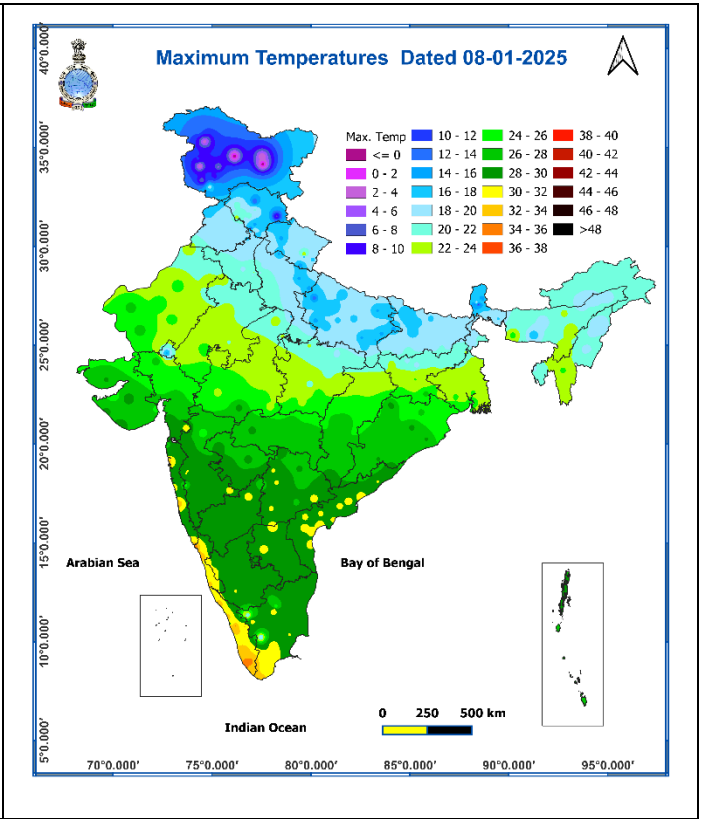 Maximum Temperatures Dated 08-01-2025
Max. Temp
<= 0
0 - 2
2 - 4
4 - 6
6 - 8
8 - 10
10 - 12
12 - 14
14 - 16
16 - 18
18 - 20
20 - 22
22 - 24
24 - 26
26 - 28
28 - 30
30 - 32
32 - 34
34 - 36
36 - 38
38 - 40
40 - 42
42 - 44
44 - 46
46 - 48
>48
40°0.000'
35°0.000'
30°0.000'
25°0.000'
20°0.000'
15°0.000'
10°0.000'
5°0.000'
Arabian Sea
Bay of Bengal
Indian Ocean
0 250 500 km
70°0.000' 75°0.000' 80°0.000' 85°0.000' 90°0.000' 95°0.000'